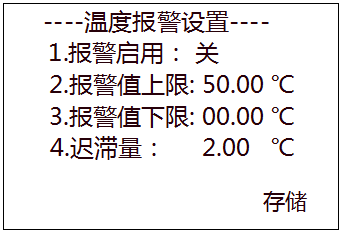 ----温度报警设置----
1.报警启用： 关
2.报警值上限: 50.00 ℃
3.报警值下限: 00.00 ℃
4.迟滞量： 2.00 ℃
存储